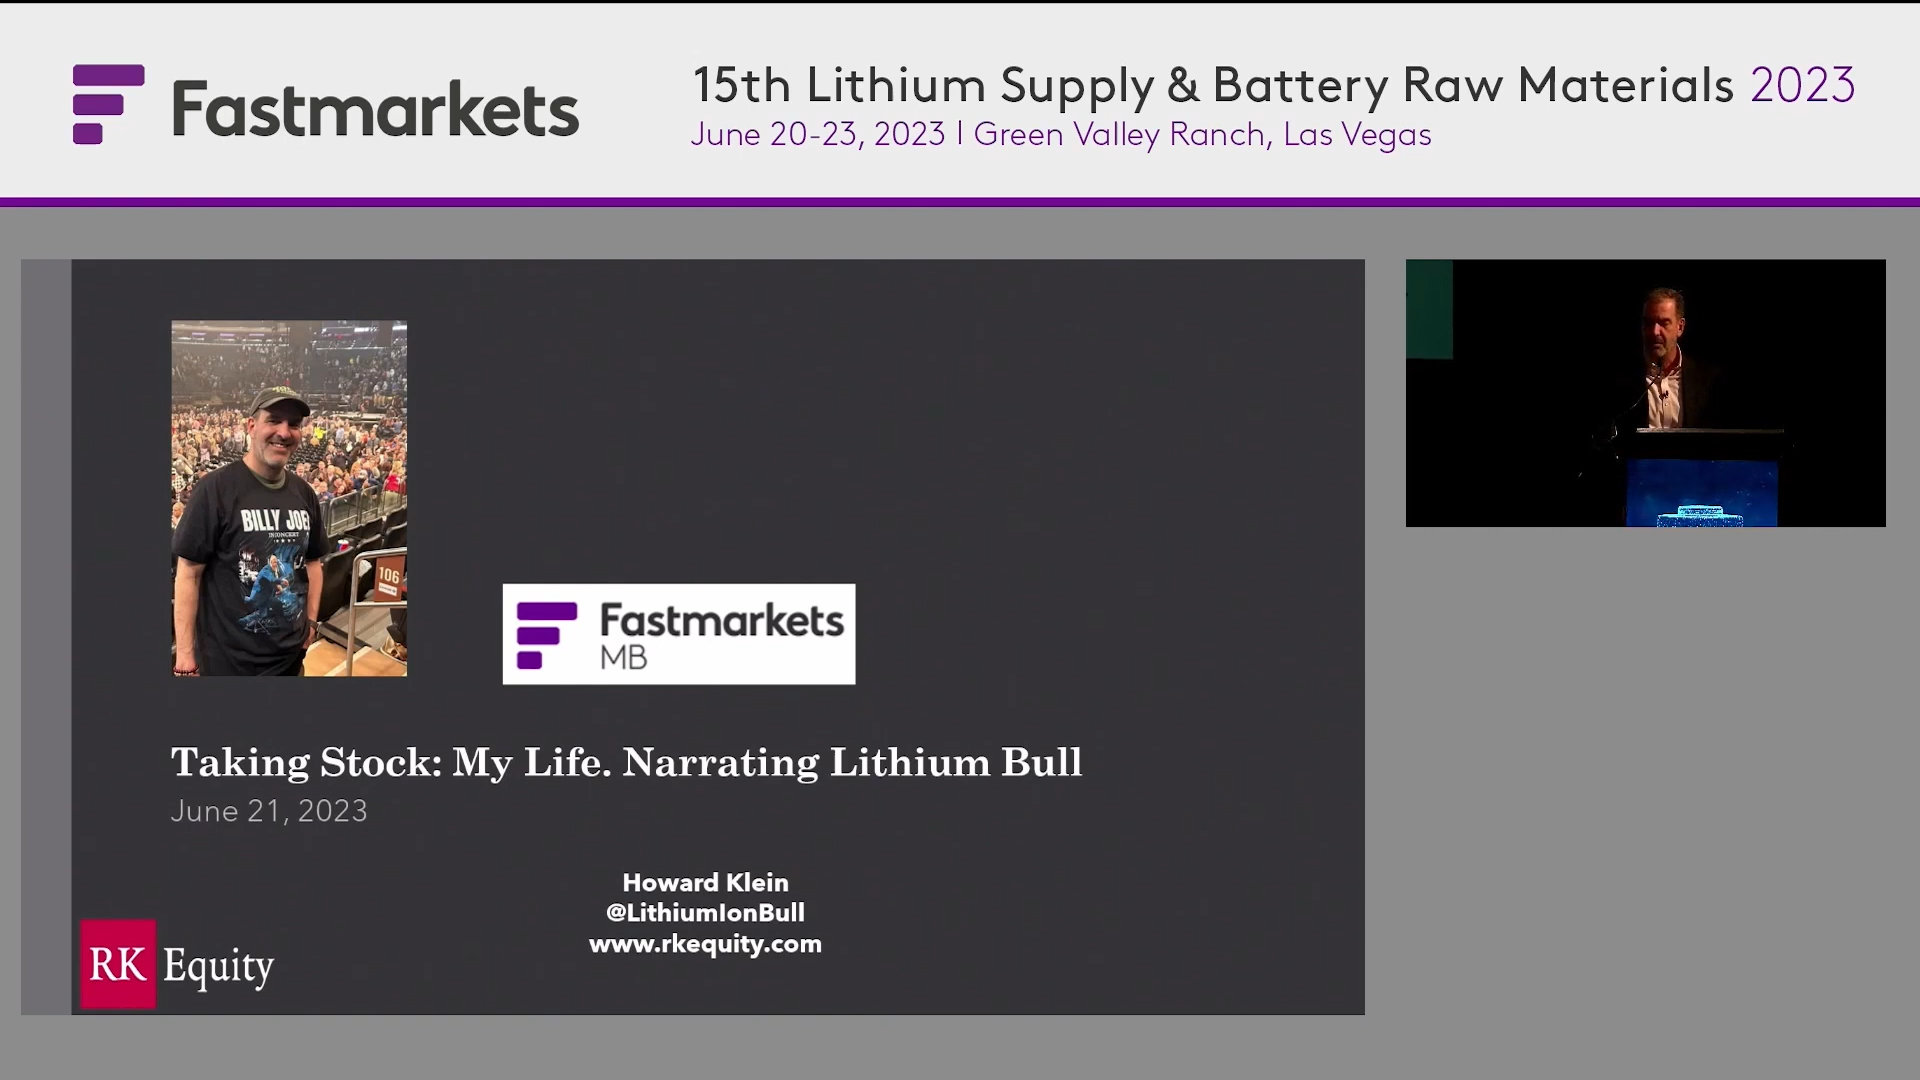 Fastmarkets
15th Lithium Supply & Battery Raw Materials 2023
June 20-23, 2023 | Green Valley Ranch, Las Vegas
BILLY JOEL
IN CONCERT
106
Fastmarkets
MB
Taking Stock: My Life. Narrating Lithium Bull
June 21, 2023
Howard Klein
@LithiumIonBull
www.rkequity.com
RK Equity